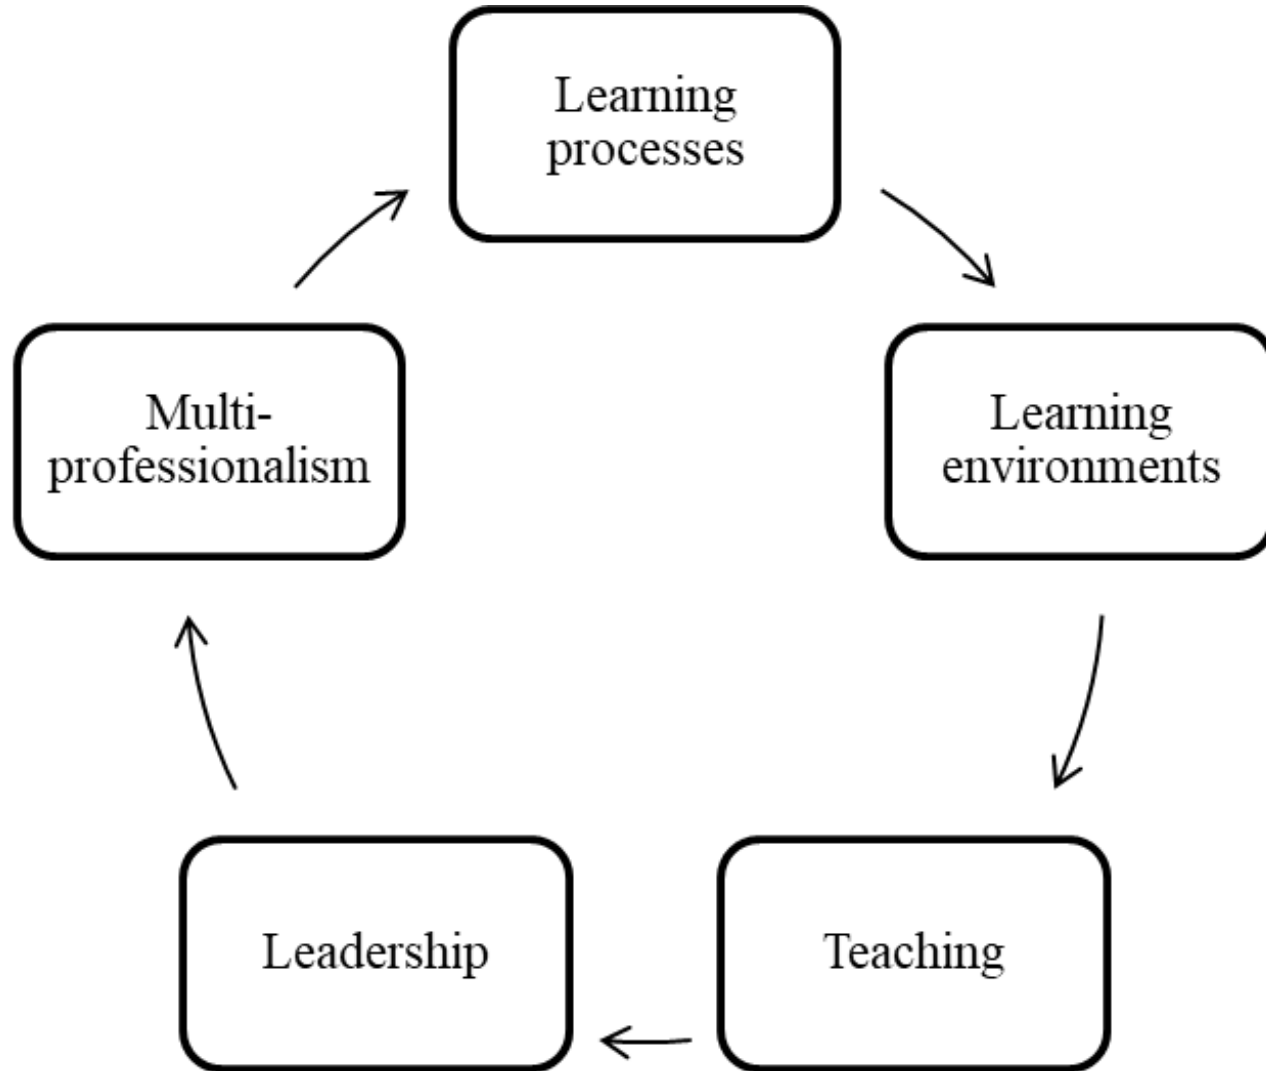 Learning
processes
Learning
environments
Teaching
Leadership
Multi-
professionalism